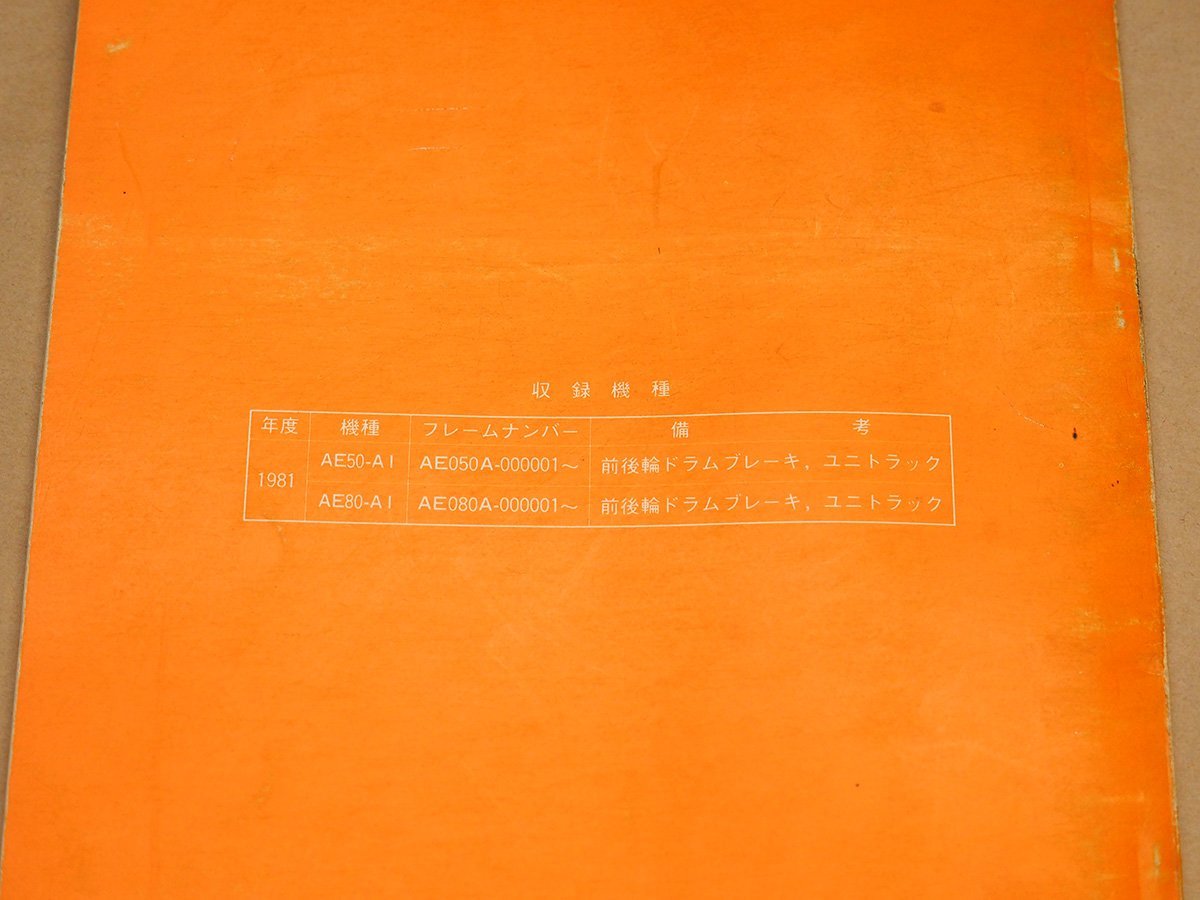 収録機種
年度 機種 フレームナンバー 備考
1981 AE50-A1 AE050A-000001～ 前後輪ドラムブレーキ，ユニトラック
AE80-A1 AE080A-000001～ 前後輪ドラムブレーキ，ユニトラック